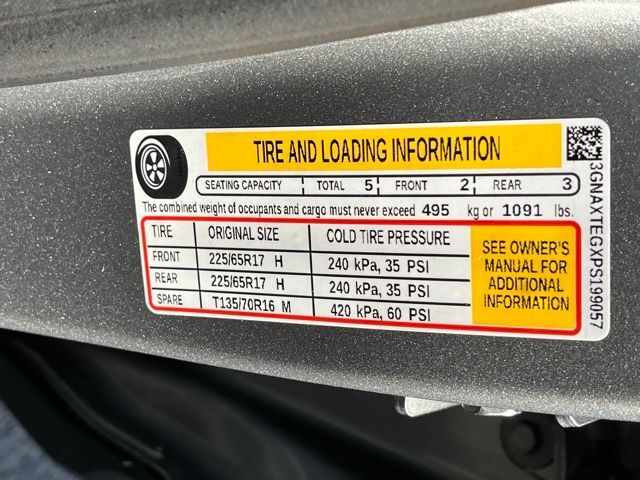 TIRE AND LOADING INFORMATION
SEATING CAPACITY TOTAL 5 FRONT 2 REAR 3
The combined weight of occupants and cargo must never exceed 495 kg or 1091 lbs.
TIRE ORIGINAL SIZE COLD TIRE PRESSURE
FRONT 225/65R17 H 240 kPa, 35 PSI
REAR 225/65R17 H 240 kPa, 35 PSI
SPARE T135/70R16 M 420 kPa, 60 PSI
SEE OWNER'S
MANUAL FOR
ADDITIONAL
INFORMATION
3GNAXTEGXPS199057